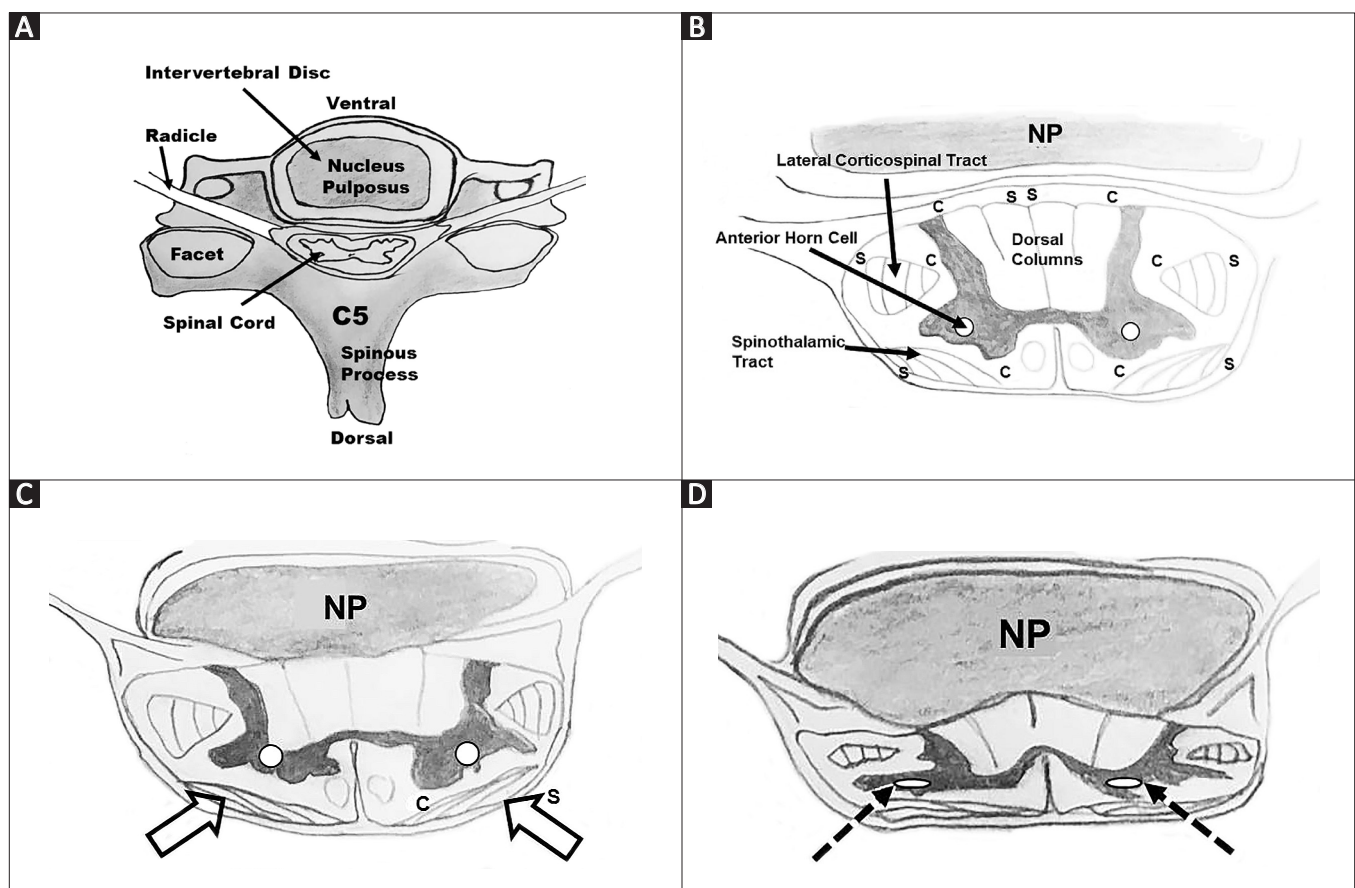 A
Intervertebral Disc
Ventral
Radicle
Nucleus
Pulposus
Facet
Spinal Cord
C5
Spinous
Process
Dorsal
B
NP
Lateral Corticospinal Tract
C
S S
C
Anterior Horn Cell
Dorsal
Columns
S
C
C
S
Spinothalamic
Tract
S
C
C
S
C
NP
C
S
D
NP